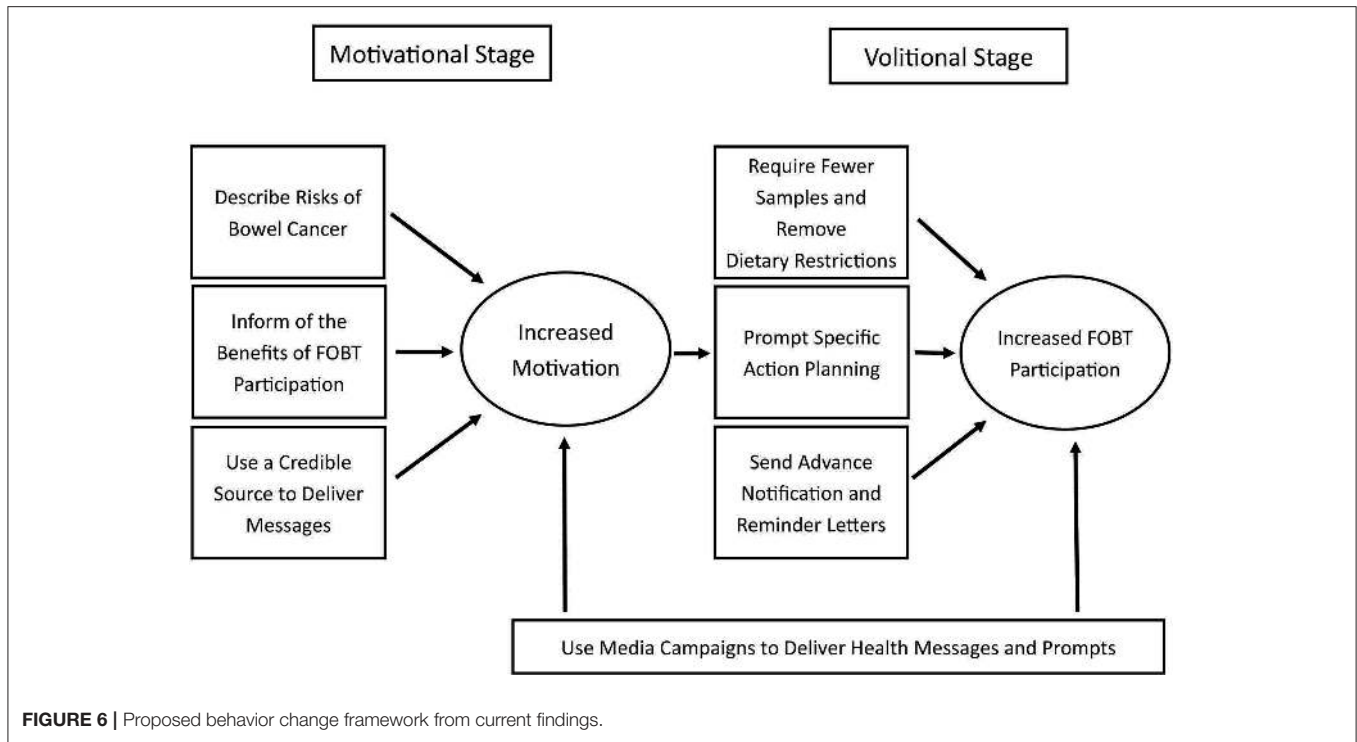 Motivational Stage
Volitional Stage
Describe Risks of
Bowel Cancer
Inform of the
Benefits of FOBT
Participation
Use a Credible
Source to Deliver
Messages
Increased
Motivation
Require Fewer
Samples and
Remove
Dietary Restrictions
Prompt Specific
Action Planning
Send Advance
Notification and
Reminder Letters
Increased FOBT
Participation
Use Media Campaigns to Deliver Health Messages and Prompts
FIGURE 6 | Proposed behavior change framework from current findings.